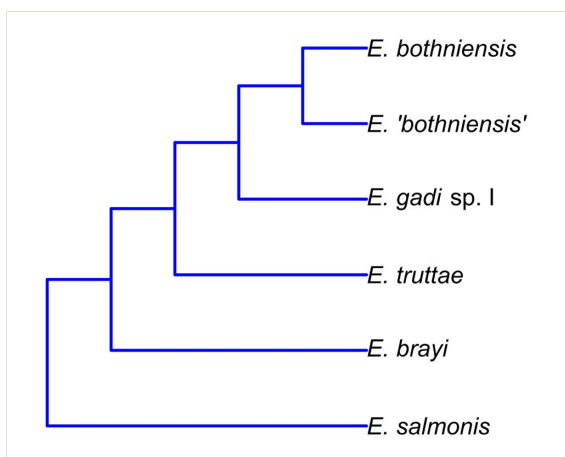 E. bothniensis
E. 'bothniensis'
E. gadi sp. I
E. truttae
E. brayi
E. salmonis